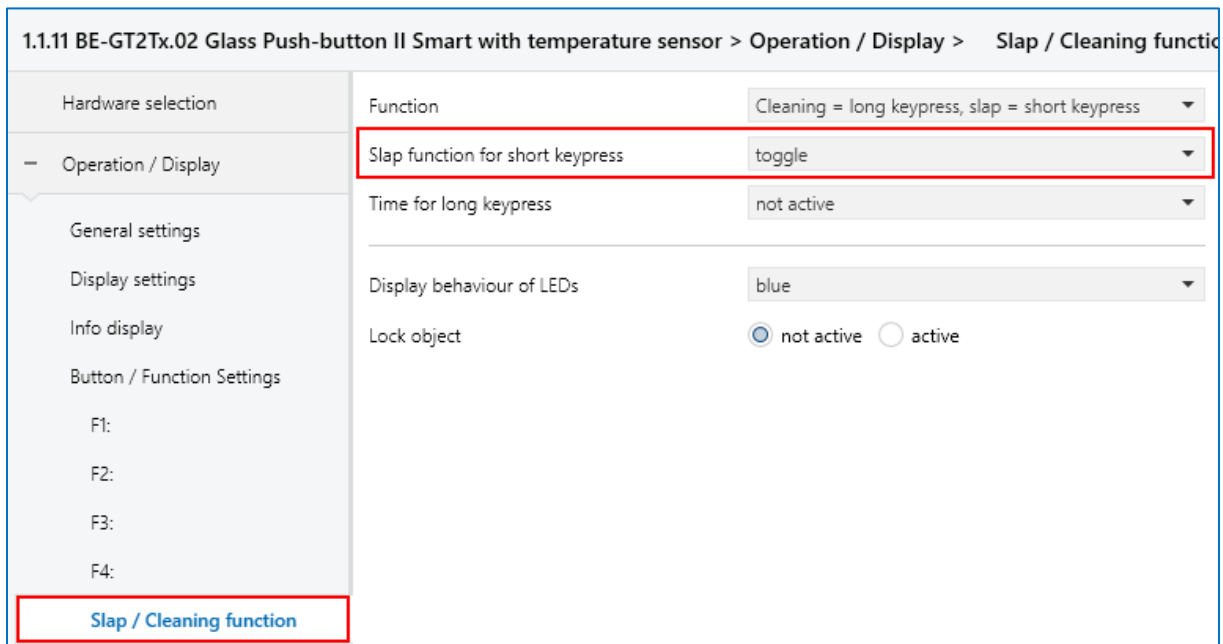 1.1.11 BE-GT2Tx.02 Glass Push-button II Smart with temperature sensor > Operation / Display > Slap / Cleaning functio
Hardware selection
Operation / Display
General settings
Display settings
Info display
Button / Function Settings
F1:
F2:
F3:
F4:
Slap / Cleaning function
Function Cleaning = long keypress, slap = short keypress
Slap function for short keypress toggle
Time for long keypress not active
Display behaviour of LEDs blue
Lock object not active active